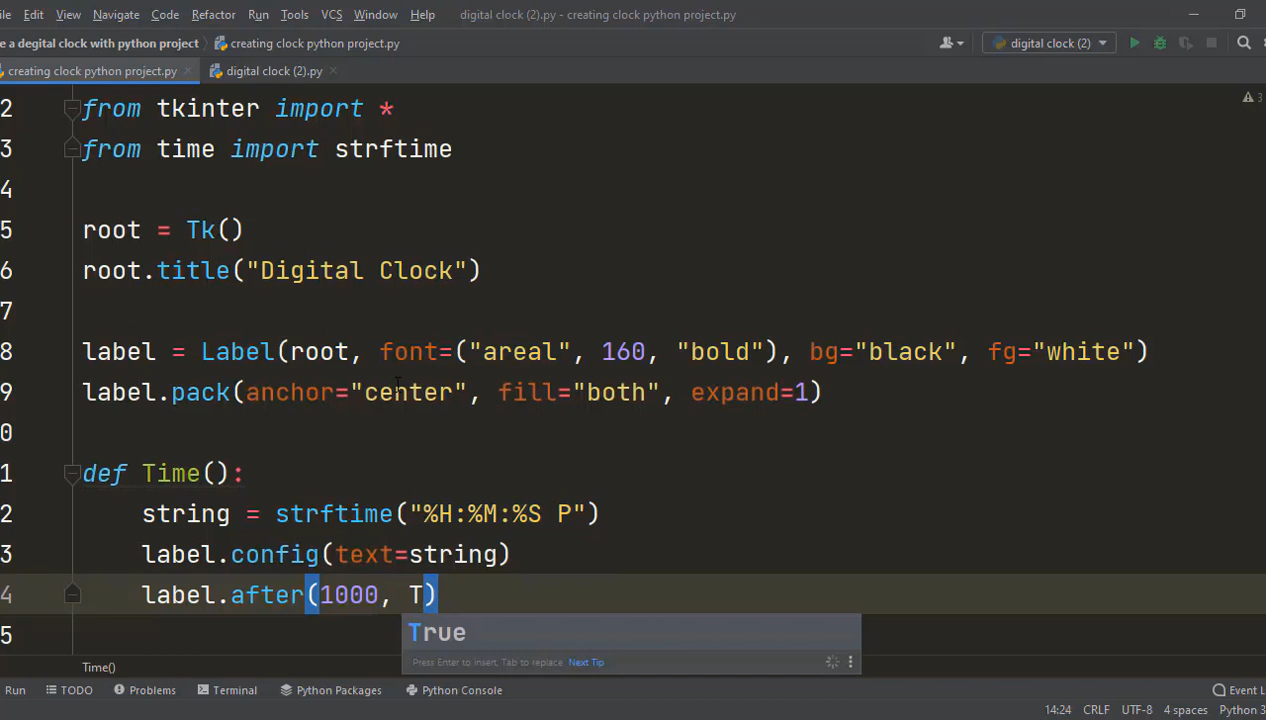 ile Edit View Navigate Code Refactor Run Tools VCS Window Help digital clock (2).py - creating clock python project.py
e a degital clock with python project creating clock python project.py digital clock (2)
creating clock python project.py digital clock (2).py
2 from tkinter import * 3
3 from time import strftime
4
5 root = Tk()
6 root.title("Digital Clock")
7
8 label = Label(root, font=("areal", 160, "bold"), bg="black", fg="white")
9 label.pack(anchor="center", fill="both", expand=1)
0
1 def Time():
2 string = strftime("%H:%M:%S P")
3 label.config(text=string)
4 label.after(1000, T)
5 True
Press Enter to insert, Tab to replace Next Tip
Time()
Run TODO Problems Terminal Python Packages Python Console Event L
14:24 CRLF UTF-8 4 spaces Python 3